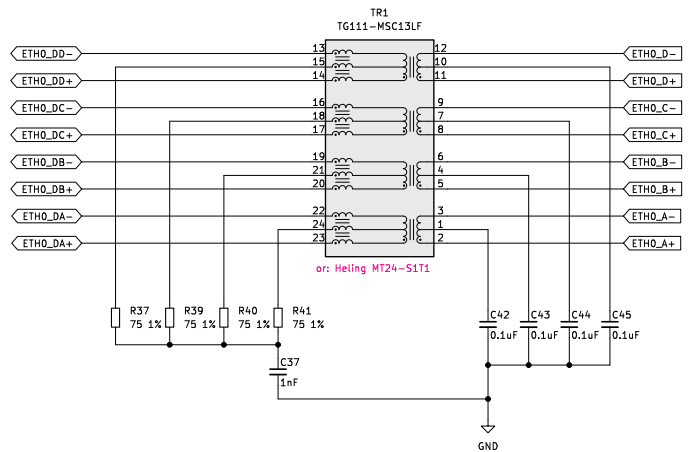 TR1
TG111-MSC13LF
ETH0_DD- 13 12 ETH0_D-
15 10
ETH0_DD+ 14 11 ETH0_D+
ETH0_DC- 16 9 ETH0_C-
18 7
ETH0_DC+ 17 8 ETH0_C+
ETH0_DB- 19 6 ETH0_B-
21 4
ETH0_DB+ 20 5 ETH0_B+
ETH0_DA- 22 3 ETH0_A-
24 1
ETH0_DA+ 23 2 ETH0_A+
or: Heling MT24-S1T1
R37 R39 R40 R41 C42 C43 C44 C45
75 1% 75 1% 75 1% 75 1% 0.1uF 0.1uF 0.1uF 0.1uF
C37
1nF
GND